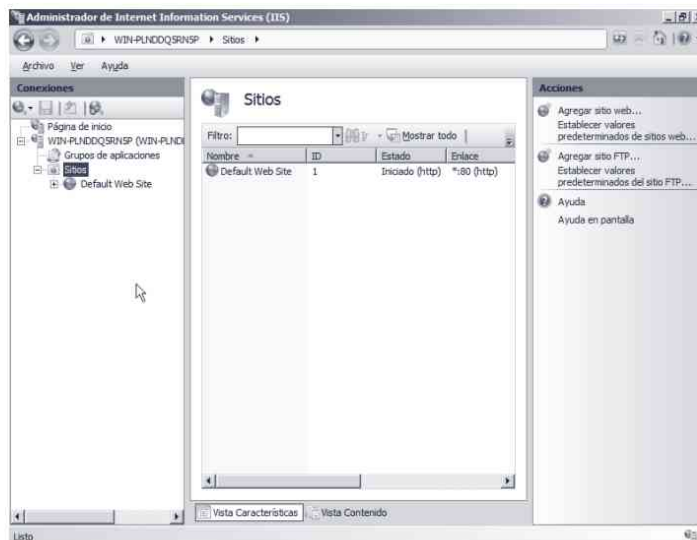 Administrador de Internet Information Services (IIS)
WIN-PLNDDQSRNSP ▸ Sitios ▸
Archivo Ver Ayuda
Conexiones
Página de inicio
WIN-PLNDDQSRNSP (WIN-PLNDI
Grupos de aplicaciones
Sitios
Default Web Site
Sitios
Filtro:
Mostrar todo
Nombre ID Estado Enlace
Default Web Site 1 Iniciado (http) *:80 (http)
Vista Características Vista Contenido
Acciones
Agregar sitio web...
Establecer valores
predeterminados de sitios web...
Agregar sitio FTP...
Establecer valores
predeterminados del sitio FTP...
Ayuda
Ayuda en pantalla
Listo